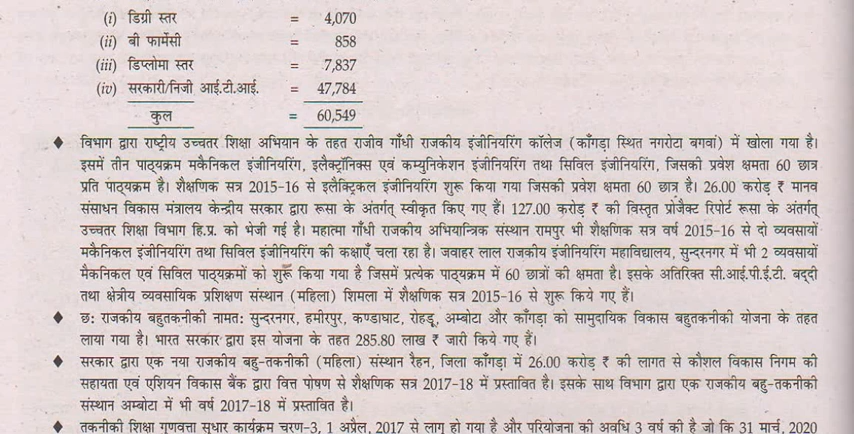 (i) डिग्री स्तर = 4,070
(ii) बी फार्मेसी = 858
(iii) डिप्लोमा स्तर = 7,837
(iv) सरकारी/निजी आई.टी.आई. = 47,784
कुल = 60,549
♦ विभाग द्वारा राष्ट्रीय उच्चतर शिक्षा अभियान के तहत राजीव गाँधी राजकीय इंजीनियरिंग कॉलेज (काँगड़ा स्थित नगरोटा बगवां) में खोला गया है।
इसमें तीन पाठ्यक्रम मकैनिकल इंजीनियरिंग, इलैक्ट्रॉनिक्स एवं कम्युनिकेशन इंजीनियरिंग तथा सिविल इंजीनियरिंग, जिसकी प्रवेश क्षमता 60 छात्र
प्रति पाठ्यक्रम है। शैक्षणिक सत्र 2015-16 से इलैक्ट्रिकल इंजीनियरिंग शुरू किया गया जिसकी प्रवेश क्षमता 60 छात्र है। 26.00 करोड़ ₹ मानव
संसाधन विकास मंत्रालय केन्द्रीय सरकार द्वारा रूसा के अंतर्गत् स्वीकृत किए गए हैं। 127.00 करोड़ ₹ की विस्तृत प्रोजैक्ट रिपोर्ट रूसा के अंतर्गत्
उच्चतर शिक्षा विभाग हि.प्र. को भेजी गई है। महात्मा गाँधी राजकीय अभियान्त्रिक संस्थान रामपुर भी शैक्षणिक सत्र वर्ष 2015-16 से दो व्यवसायों
मकैनिकल इंजीनियरिंग तथा सिविल इंजीनियरिंग की कक्षाएँ चला रहा है। जवाहर लाल राजकीय इंजीनियरिंग महाविद्यालय, सुन्दरनगर में भी 2 व्यवसायों
मैकनिकल एवं सिविल पाठ्यक्रमों को शुरू किया गया है जिसमें प्रत्येक पाठ्यक्रम में 60 छात्रों की क्षमता है। इसके अतिरिक्त सी.आई.पी.ई.टी. बद्दी
तथा क्षेत्रीय व्यवसायिक प्रशिक्षण संस्थान (महिला) शिमला में शैक्षणिक सत्र 2015-16 से शुरू किये गए हैं।
♦ छ: राजकीय बहुतकनीकी नामत: सुन्दरनगर, हमीरपुर, कण्डाघाट, रोहड़ू, अम्बोटा और काँगड़ा को सामुदायिक विकास बहुतकनीकी योजना के तहत
लाया गया है। भारत सरकार द्वारा इस योजना के तहत 285.80 लाख ₹ जारी किये गए हैं।
♦ सरकार द्वारा एक नया राजकीय बहु-तकनीकी (महिला) संस्थान रैहन, जिला काँगड़ा में 26.00 करोड़ ₹ की लागत से कौशल विकास निगम की
सहायता एवं एशियन विकास बैंक द्वारा वित्त पोषण से शैक्षणिक सत्र 2017-18 में प्रस्तावित है। इसके साथ विभाग द्वारा एक राजकीय बहु-तकनीकी
संस्थान अम्बोटा में भी वर्ष 2017-18 में प्रस्तावित है।
♦ तकनीकी शिक्षा गुणवत्ता सुधार कार्यक्रम चरण-3, 1 अप्रैल, 2017 से लागू हो गया है और परियोजना की अवधि 3 वर्ष की है जो कि 31 मार्च, 2020